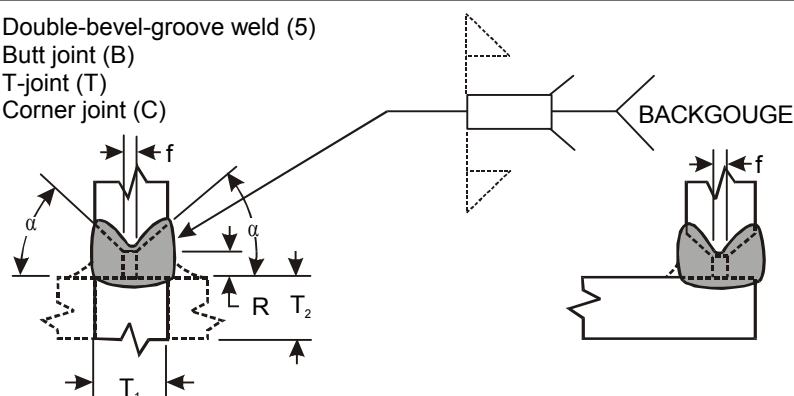 Double-bevel-groove weld (5)
Butt joint (B)
T-joint (T)
Corner joint (C)
BACKGOUGE
f
f
α
α
R
T₂
T₁